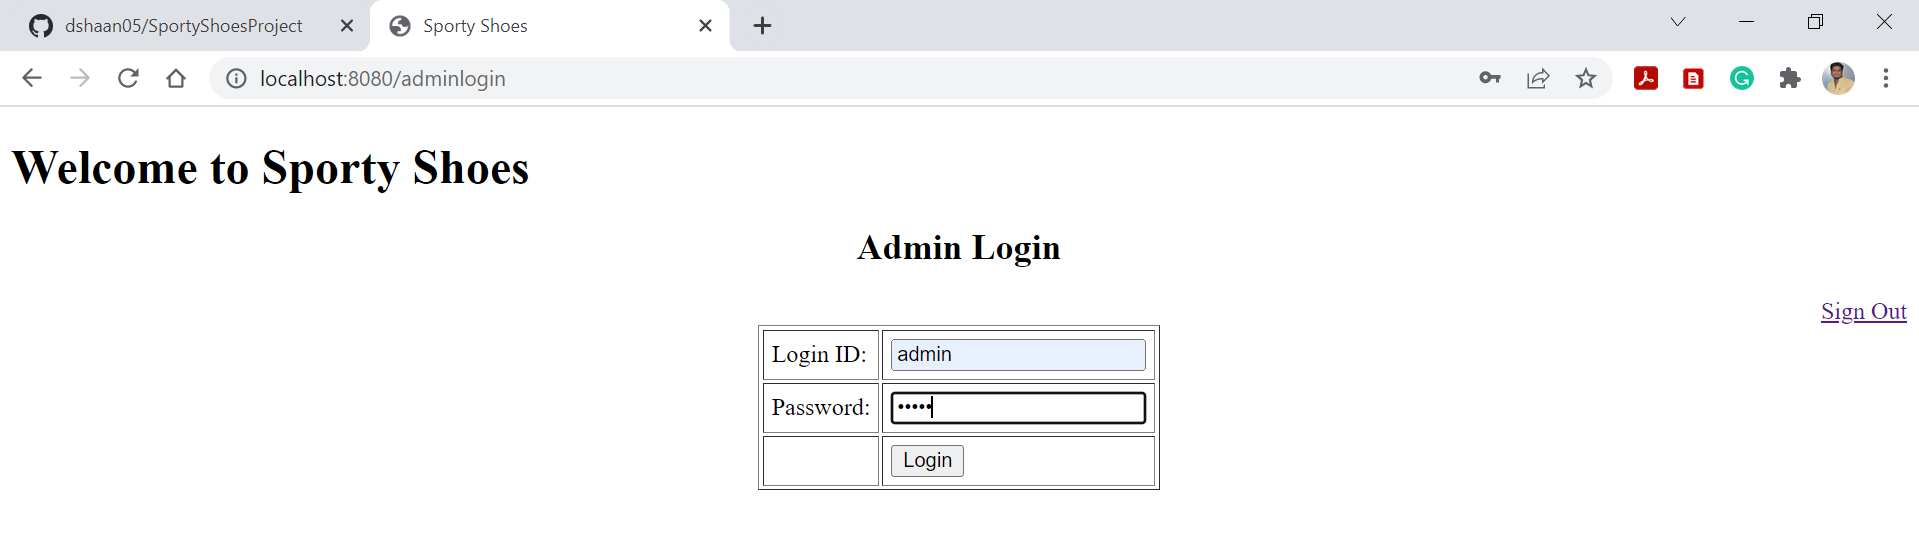 dshaan05/SportyShoesProject
Sporty Shoes
localhost:8080/adminlogin
Welcome to Sporty Shoes
Admin Login
Sign Out
Login ID: admin
Password: •••••
Login